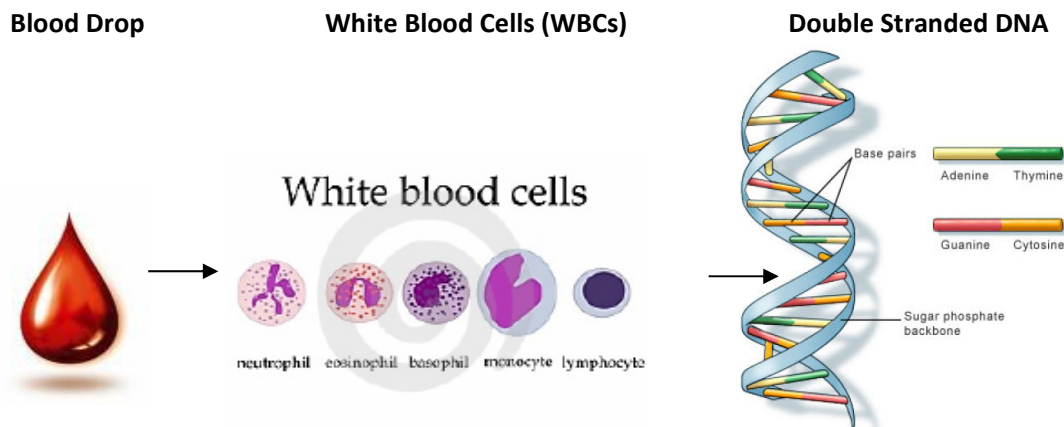 Blood Drop
White Blood Cells (WBCs)
Double Stranded DNA
White blood cells
neutrophil eosinophil basophil monocyte lymphocyte
Base pairs
Adenine Thymine
Guanine Cytosine
Sugar phosphate
backbone